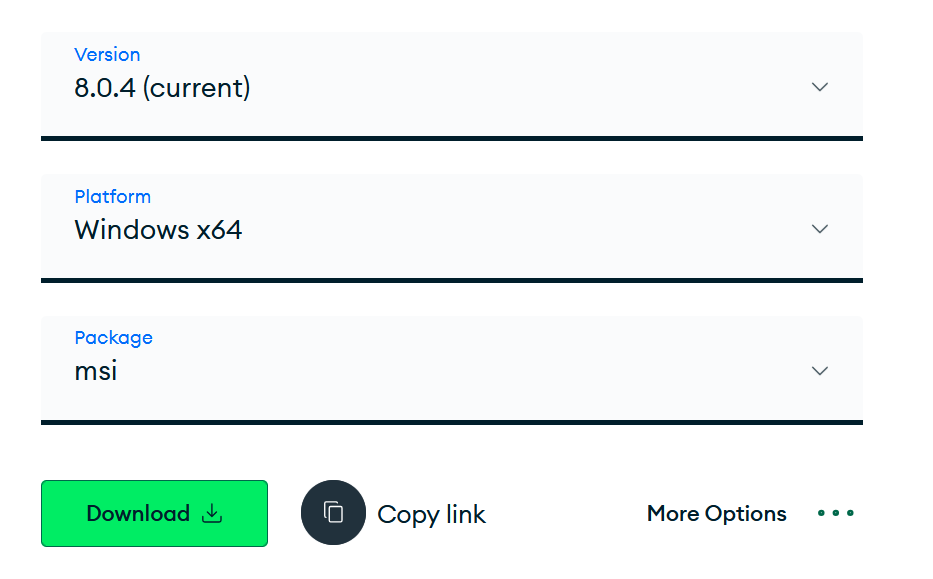 Version
8.0.4 (current)
Platform
Windows x64
Package
msi
Download
Copy link
More Options